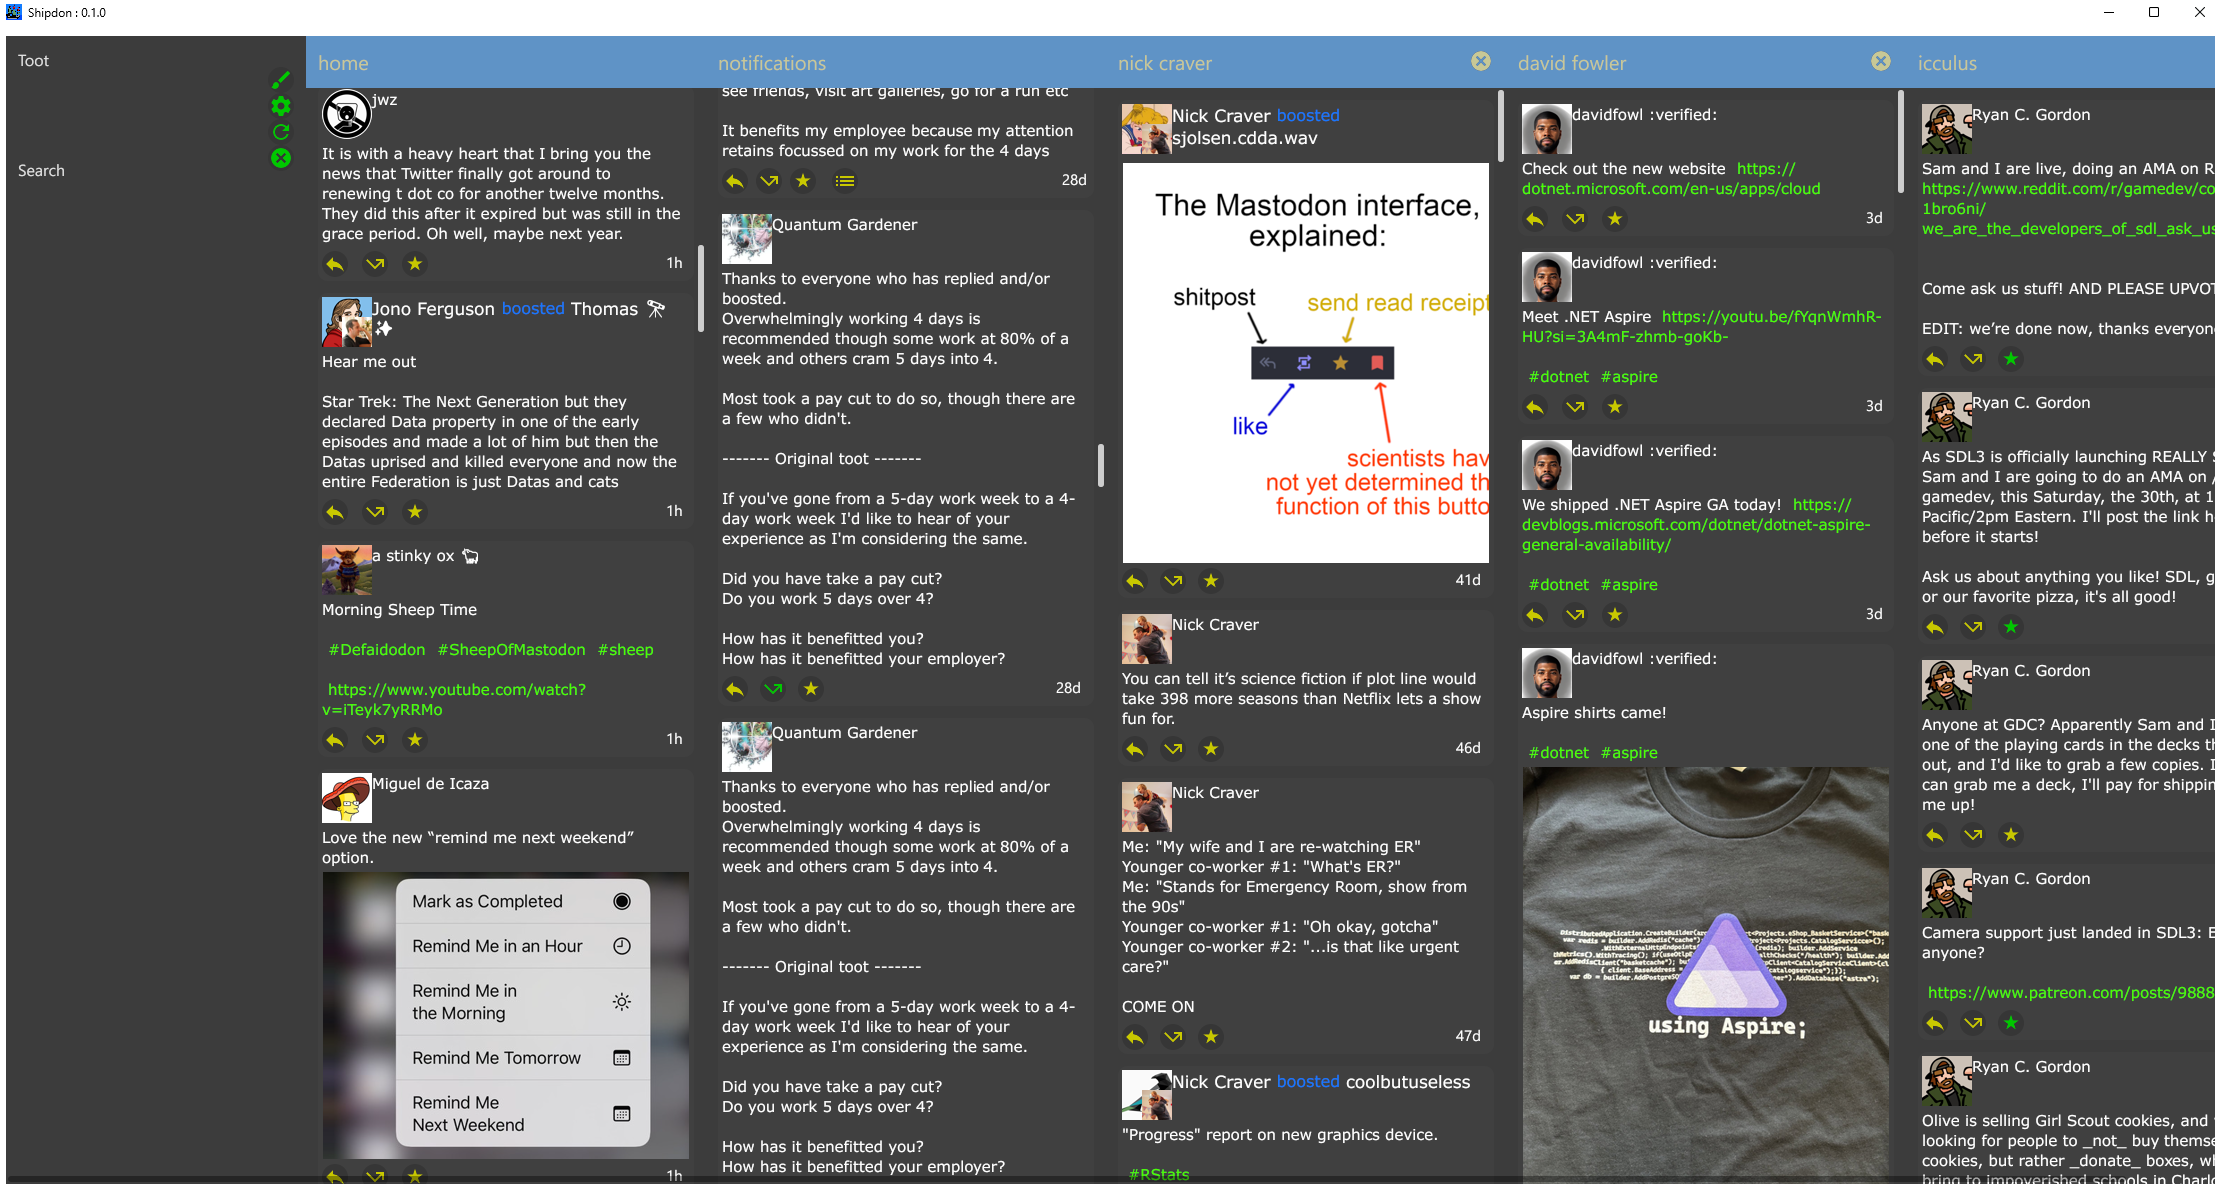 Shipdon : 0.1.0
Toot
Search
home
jwz
It is with a heavy heart that I bring you the
news that Twitter finally got around to
renewing t dot co for another twelve months.
They did this after it expired but was still in the
grace period. Oh well, maybe next year.
1h
Jono Ferguson boosted Thomas
Hear me out
Star Trek: The Next Generation but they
declared Data property in one of the early
episodes and made a lot of him but then the
Datas uprised and killed everyone and now the
entire Federation is just Datas and cats
1h
a stinky ox
Morning Sheep Time
#Defaidodon #SheepOfMastodon #sheep
https://www.youtube.com/watch?
v=iTeyk7yRRMo
1h
Miguel de Icaza
Love the new “remind me next weekend”
option.
Mark as Completed
Remind Me in an Hour
Remind Me in
the Morning
Remind Me Tomorrow
Remind Me
Next Weekend
1h
notifications
see friends, visit art galleries, go for a run etc
It benefits my employee because my attention
retains focussed on my work for the 4 days
28d
Quantum Gardener
Thanks to everyone who has replied and/or
boosted.
Overwhelmingly working 4 days is
recommended though some work at 80% of a
week and others cram 5 days into 4.
Most took a pay cut to do so, though there are
a few who didn't.
------- Original toot -------
If you've gone from a 5-day work week to a 4-
day work week I'd like to hear of your
experience as I'm considering the same.
Did you have take a pay cut?
Do you work 5 days over 4?
How has it benefitted you?
How has it benefitted your employer?
28d
Quantum Gardener
Thanks to everyone who has replied and/or
boosted.
Overwhelmingly working 4 days is
recommended though some work at 80% of a
week and others cram 5 days into 4.
Most took a pay cut to do so, though there are
a few who didn't.
------- Original toot -------
If you've gone from a 5-day work week to a 4-
day work week I'd like to hear of your
experience as I'm considering the same.
Did you have take a pay cut?
Do you work 5 days over 4?
How has it benefitted you?
How has it benefitted your employer?
nick craver
Nick Craver boosted
sjolsen.cdda.wav
The Mastodon interface,
explained:
shitpost
send read receipt
like
scientists hav
not yet determined th
function of this butto
41d
Nick Craver
You can tell it’s science fiction if plot line would
take 398 more seasons than Netflix lets a show
fun for.
46d
Nick Craver
Me: "My wife and I are re-watching ER"
Younger co-worker #1: "What's ER?"
Me: "Stands for Emergency Room, show from
the 90s"
Younger co-worker #1: "Oh okay, gotcha"
Younger co-worker #2: "...is that like urgent
care?"
COME ON
47d
Nick Craver boosted coolbutuseless
"Progress" report on new graphics device.
#RStats
david fowler
davidfowl :verified:
Check out the new website https://
dotnet.microsoft.com/en-us/apps/cloud
3d
davidfowl :verified:
Meet .NET Aspire https://youtu.be/fYqnWmhR-
HU?si=3A4mF-zhmb-goKb-
#dotnet #aspire
3d
davidfowl :verified:
We shipped .NET Aspire GA today! https://
devblogs.microsoft.com/dotnet/dotnet-aspire-
general-availability/
#dotnet #aspire
3d
davidfowl :verified:
Aspire shirts came!
#dotnet #aspire
using Aspire;
icculus
Ryan C. Gordon
Sam and I are live, doing an AMA on R
https://www.reddit.com/r/gamedev/co
1bro6ni/
we_are_the_developers_of_sdl_ask_us
Come ask us stuff! AND PLEASE UPVOT
EDIT: we’re done now, thanks everyon
Ryan C. Gordon
As SDL3 is officially launching REALLY S
Sam and I are going to do an AMA on /
gamedev, this Saturday, the 30th, at 1
Pacific/2pm Eastern. I'll post the link h
before it starts!
Ask us about anything you like! SDL, g
or our favorite pizza, it's all good!
Ryan C. Gordon
Anyone at GDC? Apparently Sam and I
one of the playing cards in the decks th
out, and I'd like to grab a few copies. I
can grab me a deck, I'll pay for shippin
me up!
Ryan C. Gordon
Camera support just landed in SDL3: E
anyone?
https://www.patreon.com/posts/9888
Ryan C. Gordon
Olive is selling Girl Scout cookies, and
looking for people to _not_ buy themse
cookies, but rather _donate_ boxes, wh
bring to impoverished schools in Charl